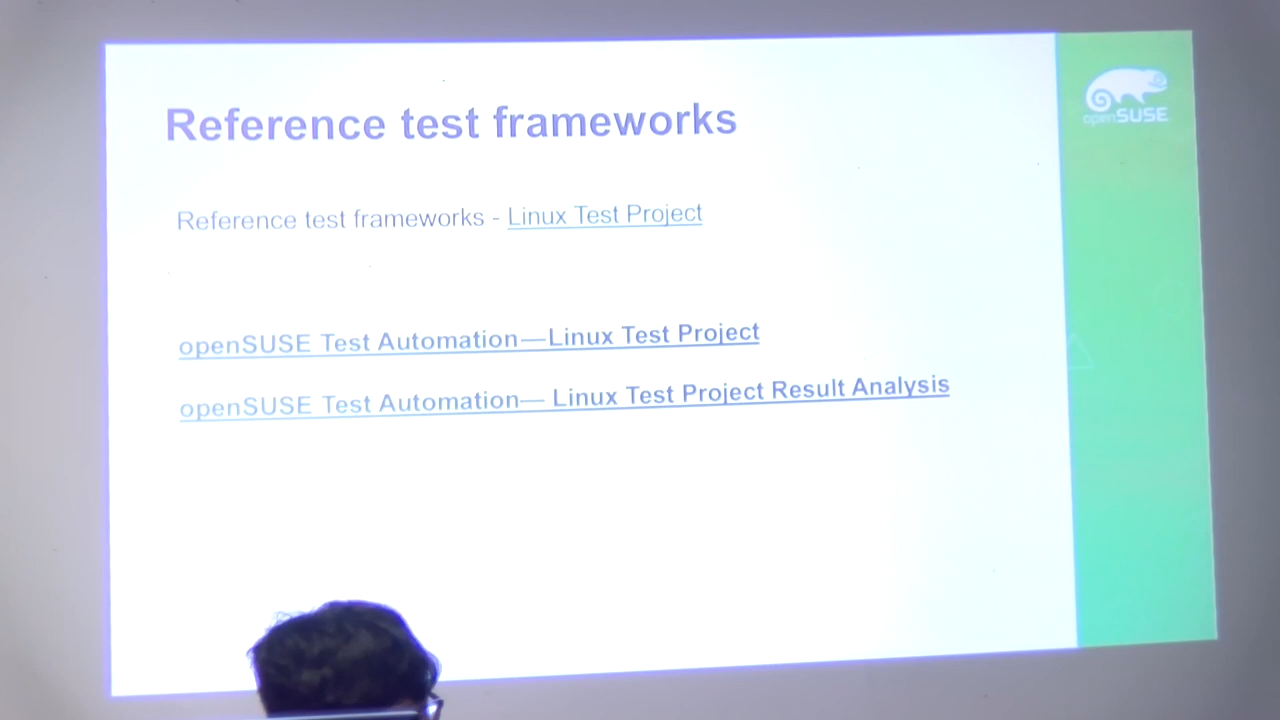 Reference test frameworks
openSUSE
Reference test frameworks - Linux Test Project
openSUSE Test Automation—Linux Test Project
openSUSE Test Automation— Linux Test Project Result Analysis